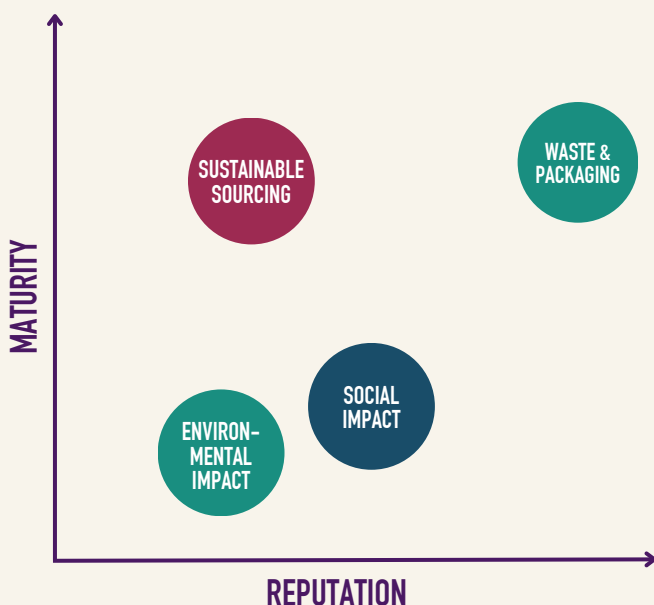 SUSTAINABLE
SOURCING
WASTE &
PACKAGING
MATURITY
SOCIAL
IMPACT
ENVIRON-
MENTAL
IMPACT
REPUTATION